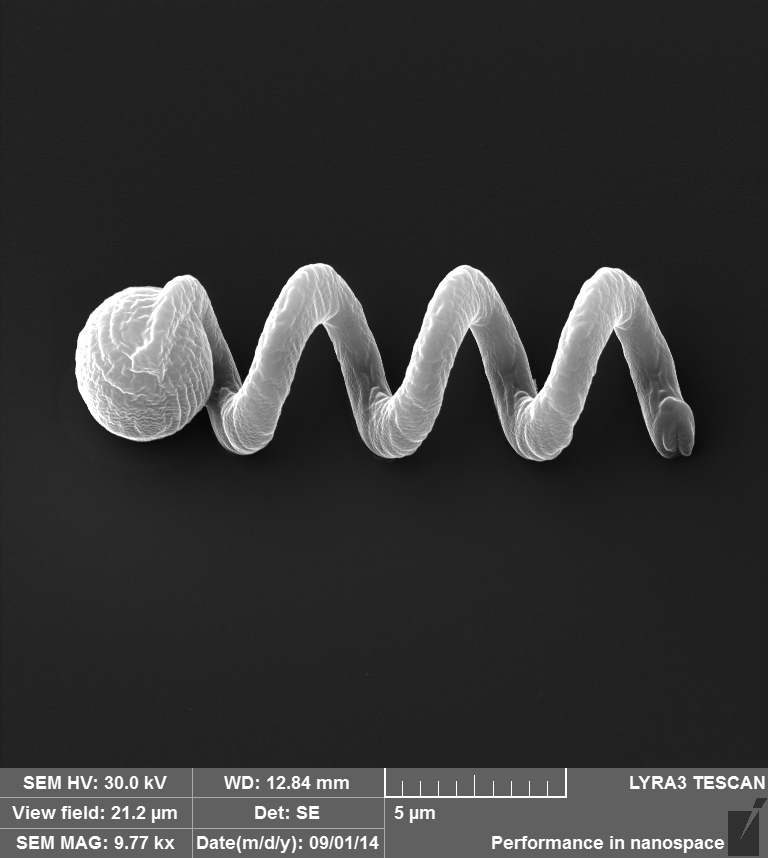 SEM HV: 30.0 kV
WD: 12.84 mm
LYRA3 TESCAN
View field: 21.2 µm
Det: SE
5 µm
SEM MAG: 9.77 kx
Date(m/d/y): 09/01/14
Performance in nanospace